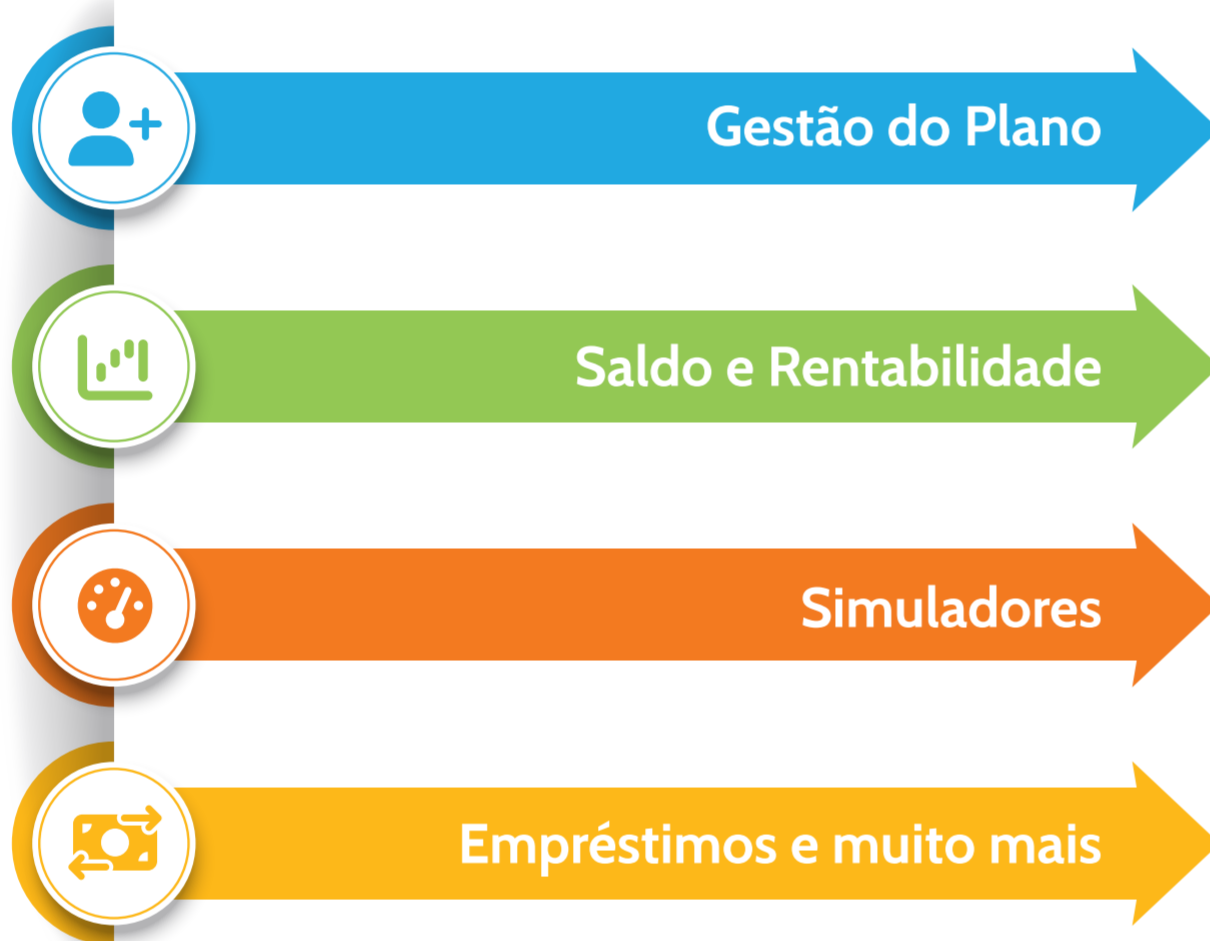 Gestão do Plano
Saldo e Rentabilidade
Simuladores
Empréstimos e muito mais